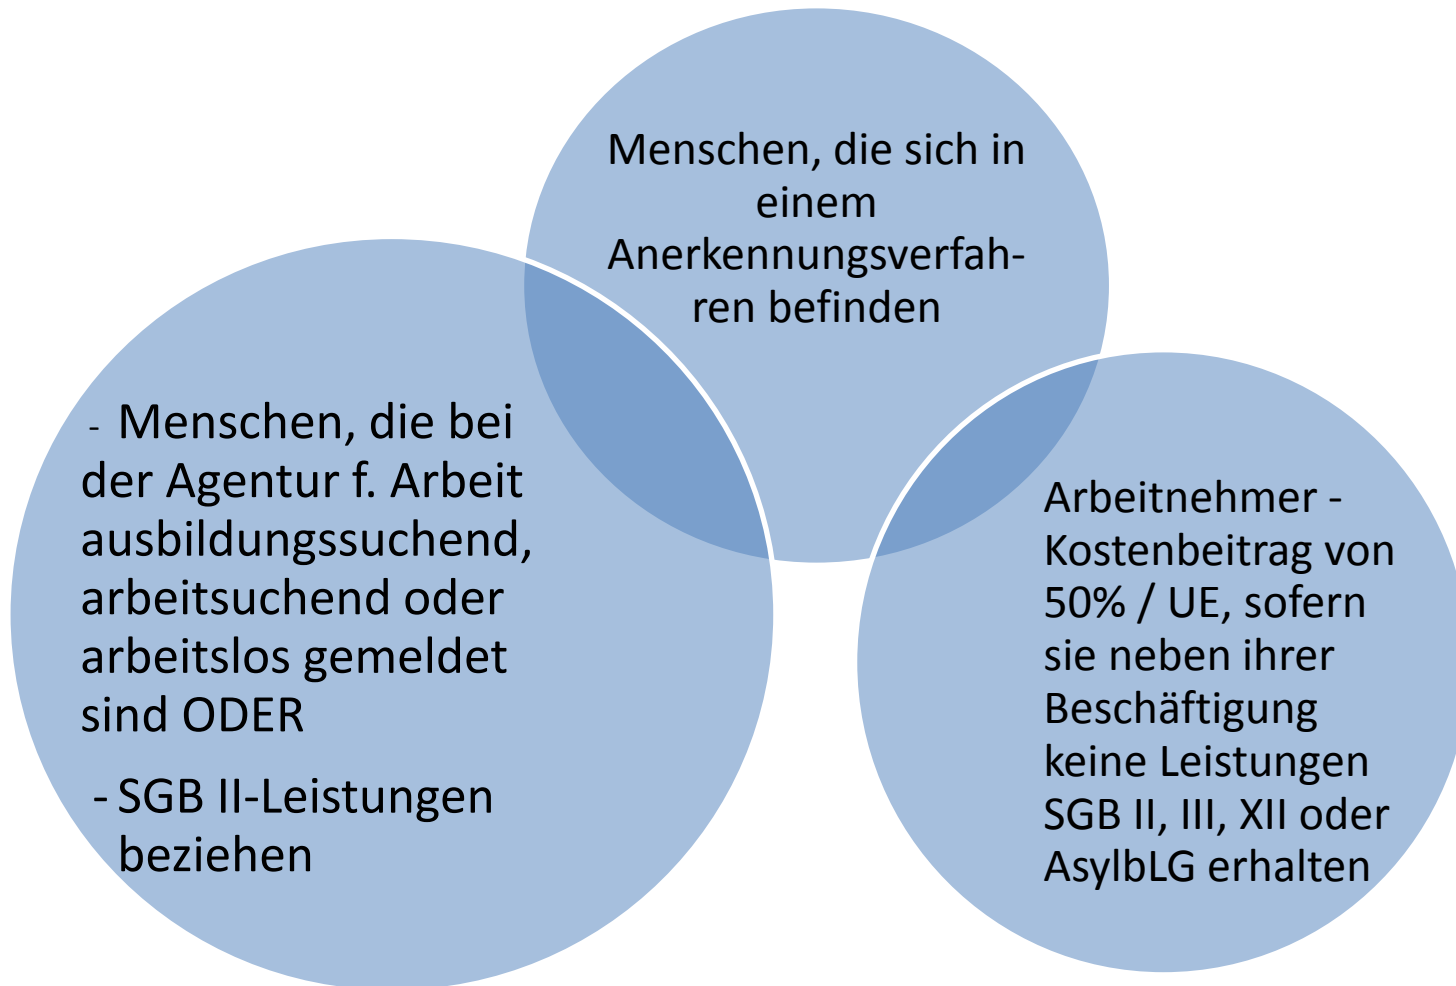 Menschen, die sich in
einem
Anerkennungsverfah-
ren befinden
- Menschen, die bei
der Agentur f. Arbeit
ausbildungssuchend,
arbeitsuchend oder
arbeitslos gemeldet
sind ODER
- SGB II-Leistungen
beziehen
Arbeitnehmer -
Kostenbeitrag von
50% / UE, sofern
sie neben ihrer
Beschäftigung
keine Leistungen
SGB II, III, XII oder
AsylbLG erhalten